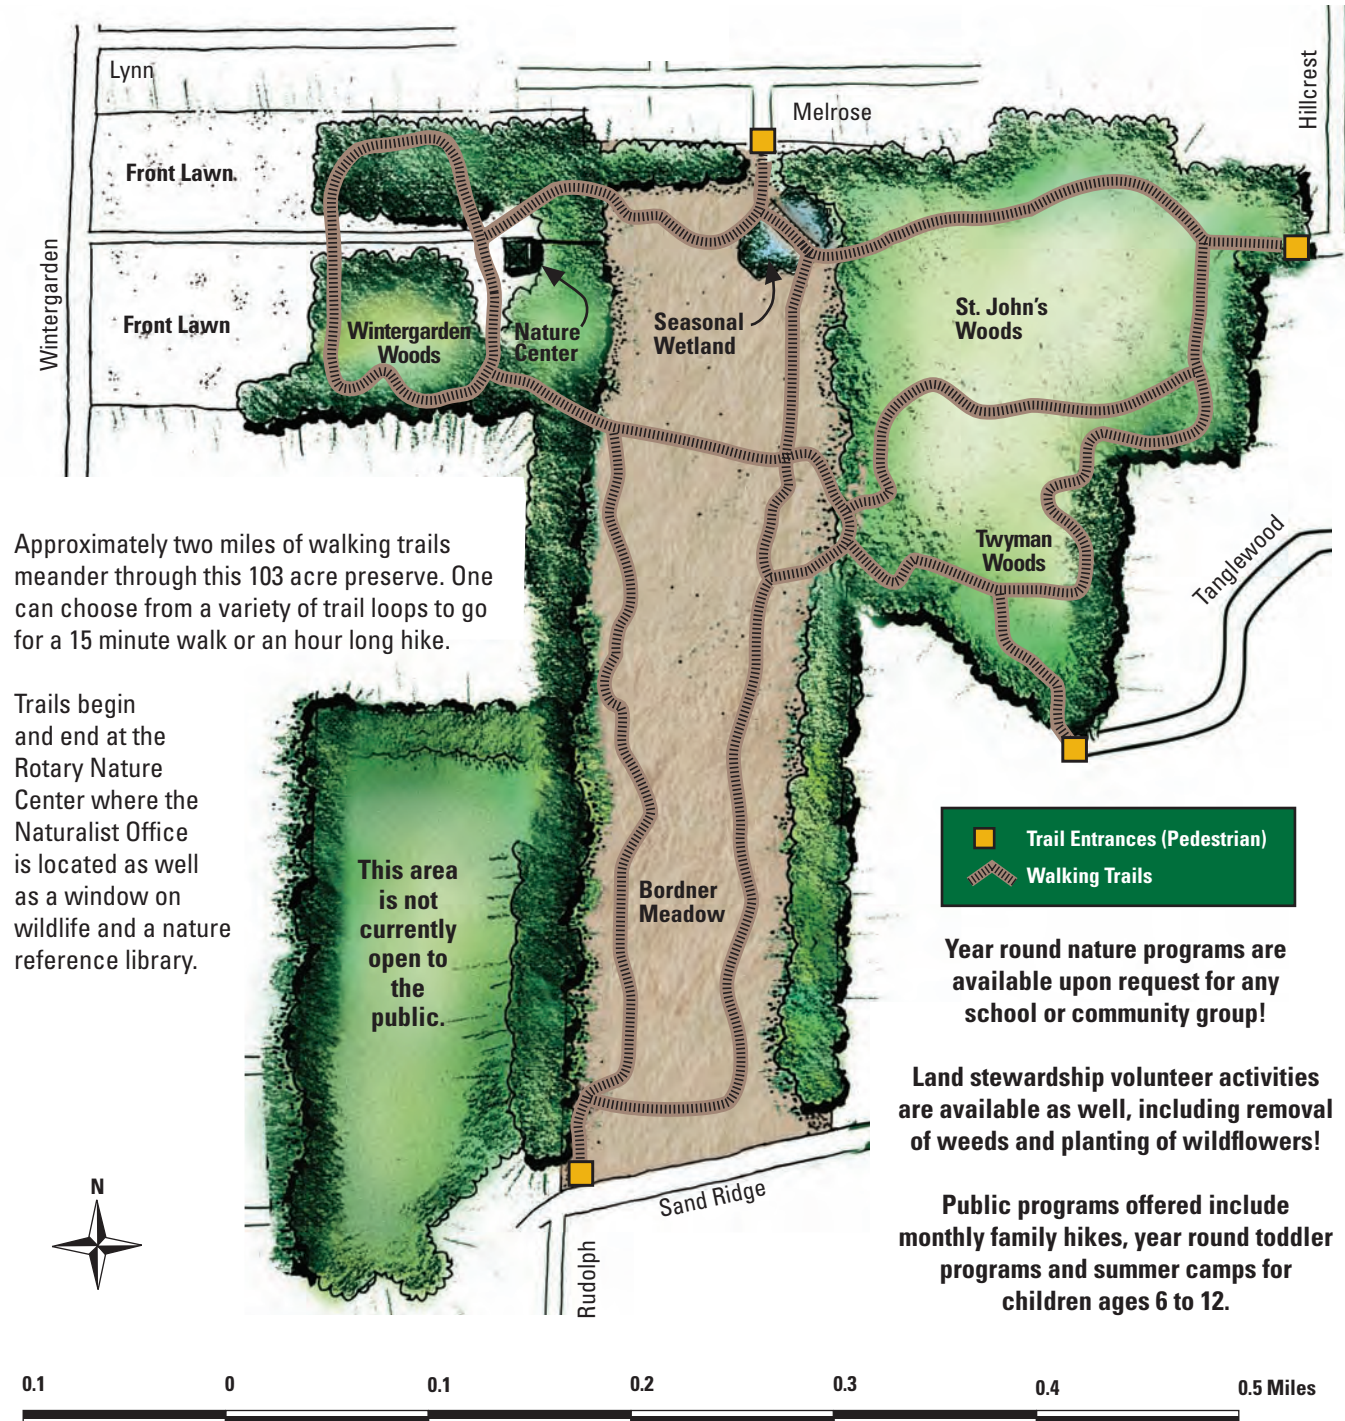 Lynn
Melrose
Hillcrest
Front Lawn.
Wintergarden
Front Lawn
Wintergarden
Woods
Nature
Center
Seasonal
Wetland
St. John's
Woods
Twyman
Woods
Tanglewood
Approximately two miles of walking trails
meander through this 103 acre preserve. One
can choose from a variety of trail loops to go
for a 15 minute walk or an hour long hike.
Trails begin
and end at the
Rotary Nature
Center where the
Naturalist Office
is located as well
as a window on
wildlife and a nature
reference library.
This area
is not
currently
open to
the
public.
Bordner
Meadow
Trail Entrances (Pedestrian)
Walking Trails
Year round nature programs are
available upon request for any
school or community group!
Land stewardship volunteer activities
are available as well, including removal
of weeds and planting of wildflowers!
Public programs offered include
monthly family hikes, year round toddler
programs and summer camps for
children ages 6 to 12.
Sand Ridge
Rudolph
N
0.1 0 0.1 0.2 0.3 0.4 0.5 Miles